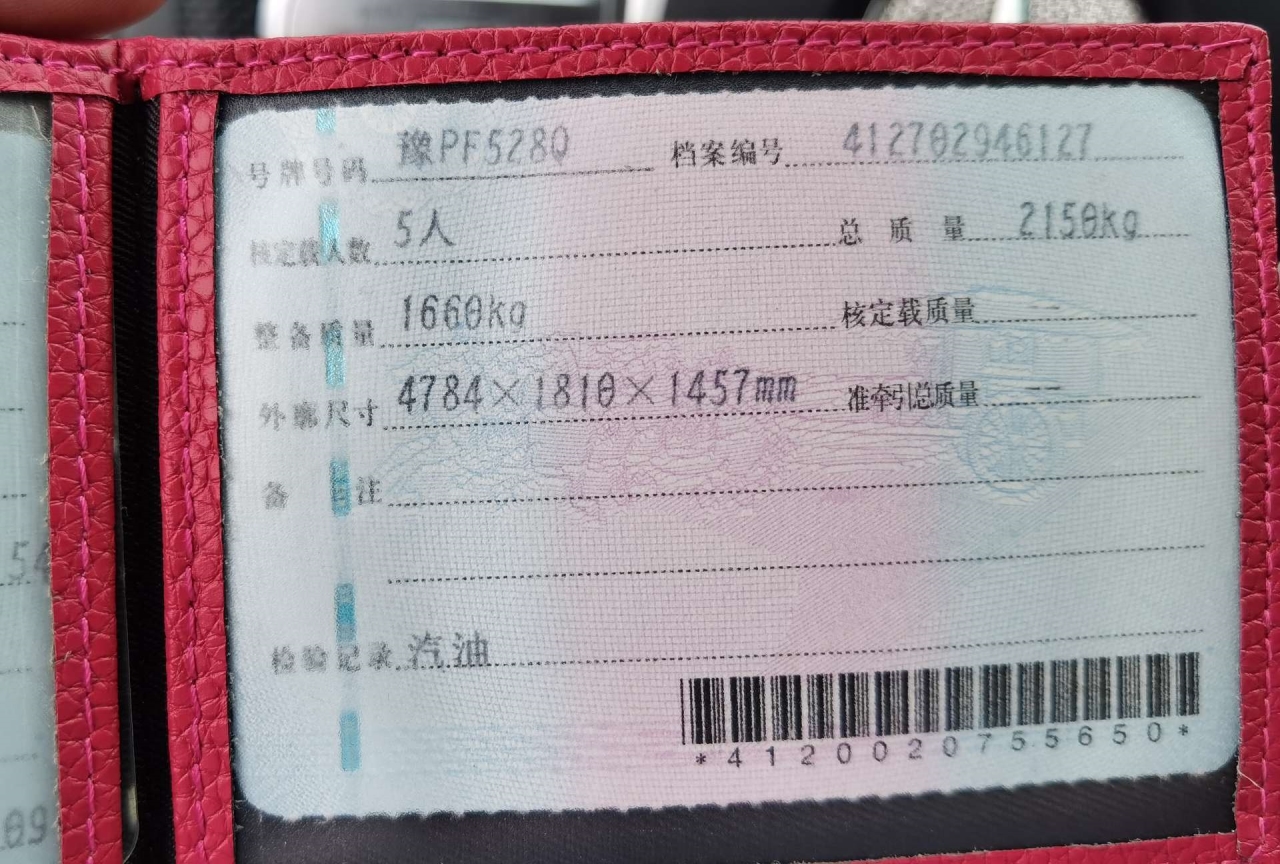 号牌号码 豫PF5280 档案编号 412702946127
核定载人数 5人 总质量 2150kg
整备质量 1660kg 核定载质量 --
外廓尺寸 4784×1810×1457mm 准牵引总质量 --
备注
检验记录 汽油
*4120020755650*
54
09